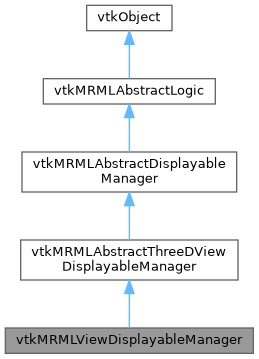 vtkObject
vtkMRMLAbstractLogic
vtkMRMLAbstractDisplayable
Manager
vtkMRMLAbstractThreeDView
DisplayableManager
vtkMRMLViewDisplayableManager